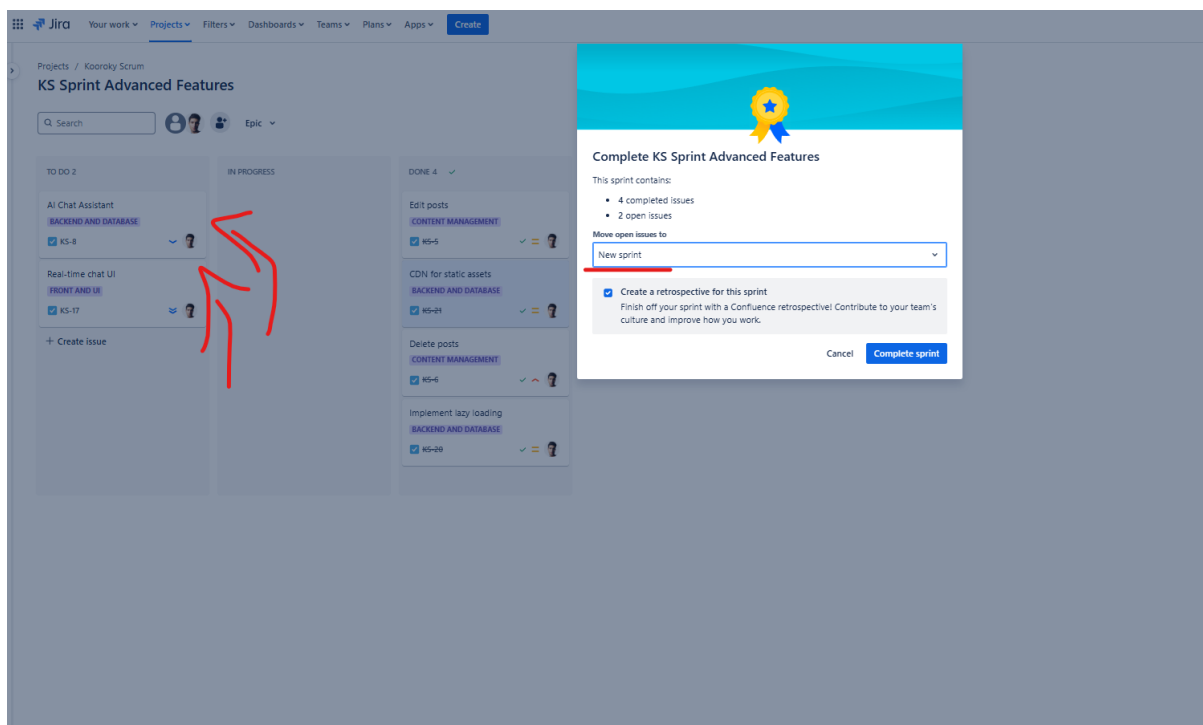 Jira Your work Projects Filters Dashboards Teams Plans Apps Create
Projects / Kooroky Scrum
KS Sprint Advanced Features
Search Epic
TO DO 2
AI Chat Assistant
BACKEND AND DATABASE
KS-8
Real-time chat UI
FRONT AND UI
KS-17
+ Create issue
IN PROGRESS
DONE 4
Edit posts
CONTENT MANAGEMENT
KS-5
CDN for static assets
BACKEND AND DATABASE
KS-21
Delete posts
CONTENT MANAGEMENT
KS-6
Implement lazy loading
BACKEND AND DATABASE
KS-20
Complete KS Sprint Advanced Features
This sprint contains:
• 4 completed issues
• 2 open issues
Move open issues to
New sprint
Create a retrospective for this sprint
Finish off your sprint with a Confluence retrospective! Contribute to your team's
culture and improve how you work.
Cancel Complete sprint